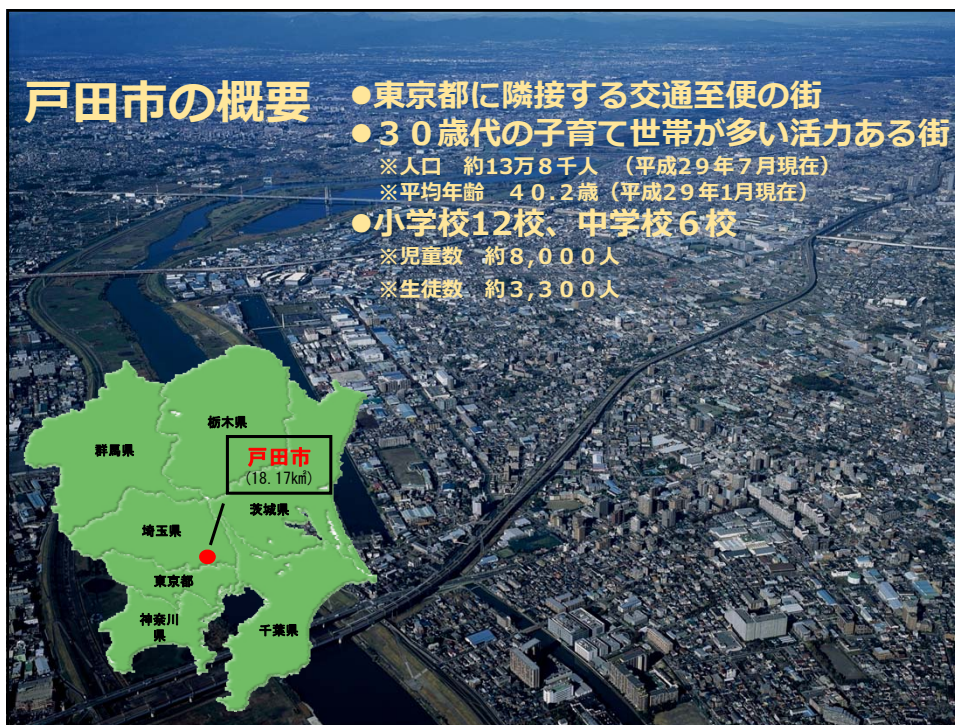 戸田市の概要
●東京都に隣接する交通至便の街
●３０歳代の子育て世帯が多い活力ある街
※人口　約13万８千人　（平成29年７月現在）
※平均年齢　４０.２歳（平成29年1月現在）
●小学校12校、中学校６校
※児童数　約８,０００人
※生徒数　約３,３００人
栃木県
群馬県
戸田市
(18.17㎢)
茨城県
埼玉県
東京都
神奈川
県
千葉県